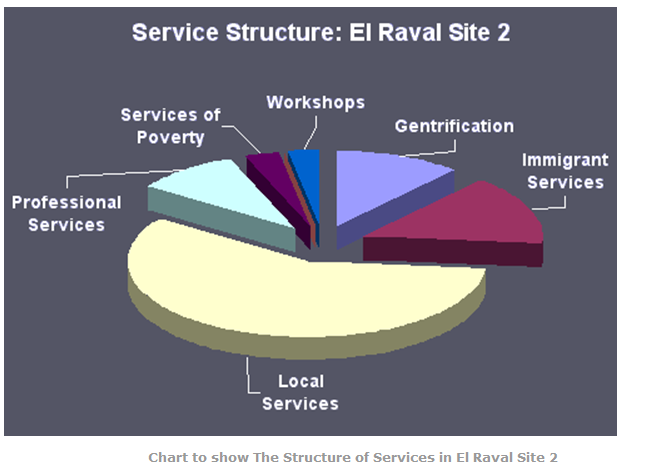 Service Structure: El Raval Site 2
Workshops
Services of
Poverty
Gentrification
Immigrant
Services
Professional
Services
Local
Services
Chart to show The Structure of Services in El Raval Site 2